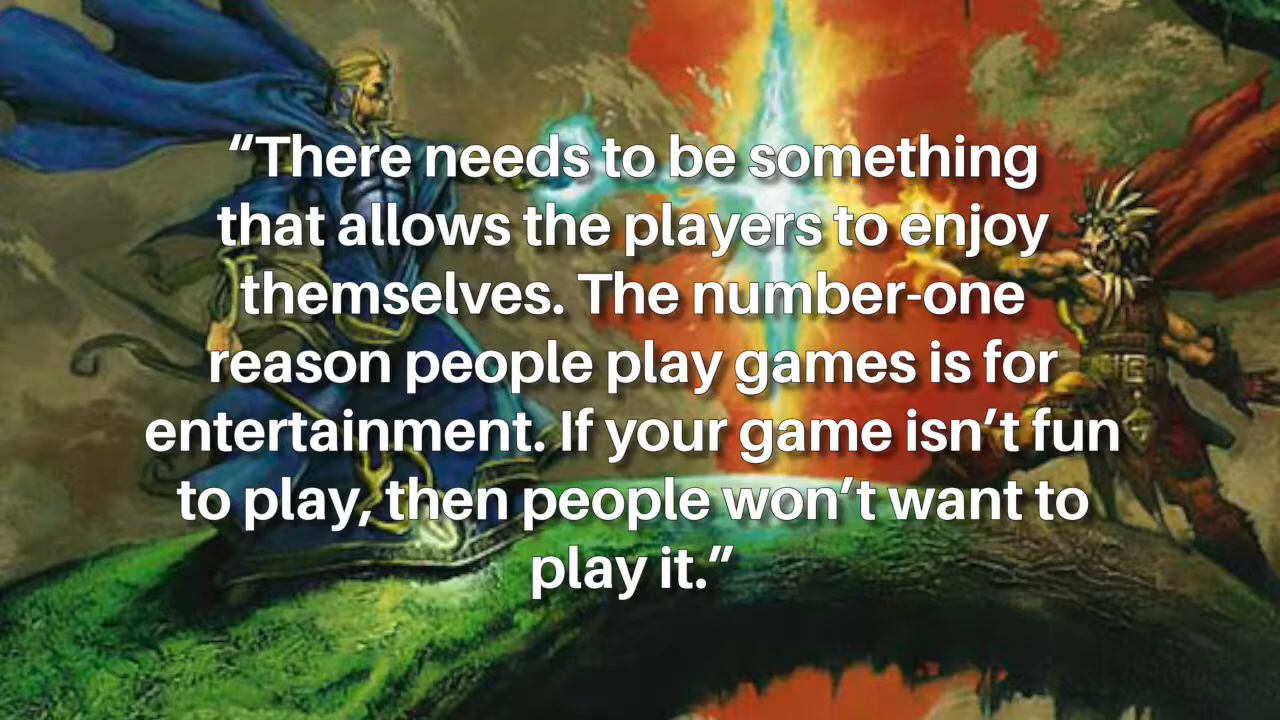 “There needs to be something
that allows the players to enjoy
themselves. The number-one
reason people play games is for
entertainment. If your game isn’t fun
to play, then people won’t want to
play it.”